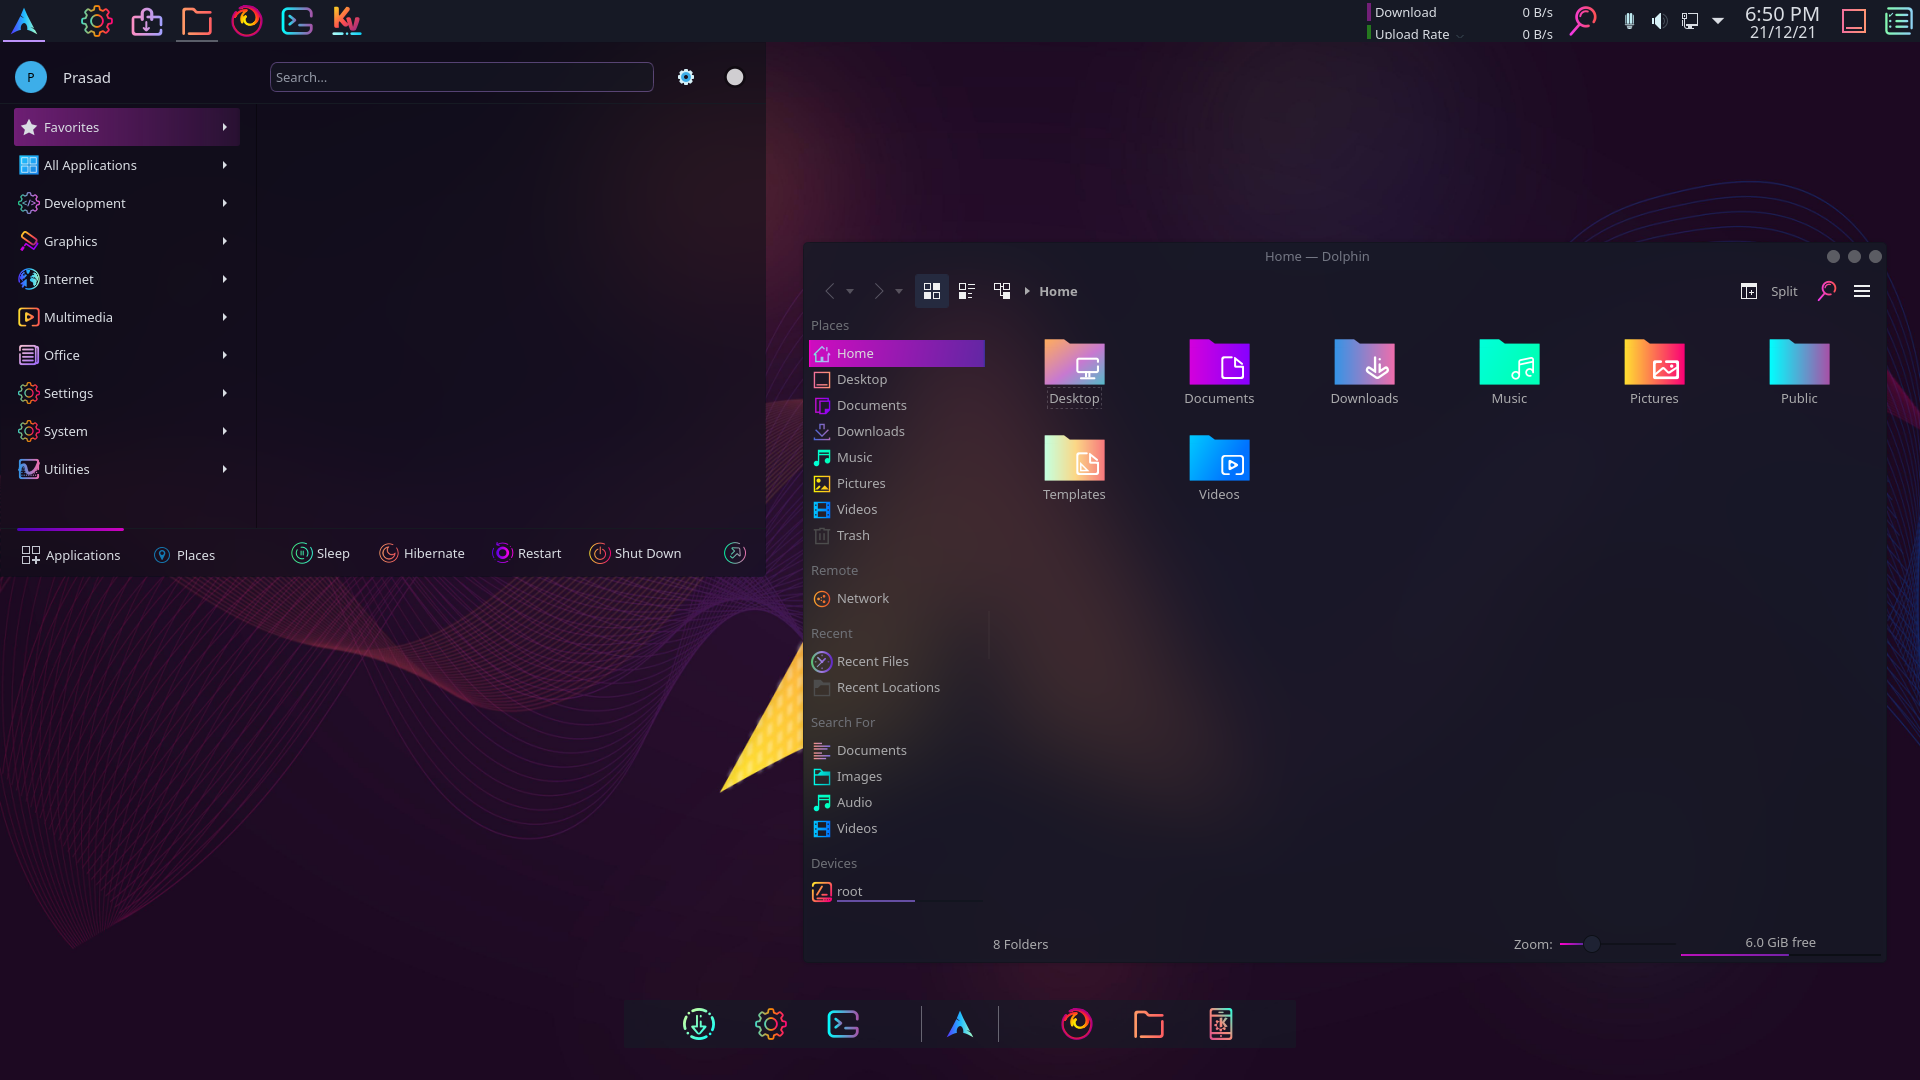 Download 0 B/s
Upload Rate 0 B/s
6:50 PM
21/12/21
P
Prasad
Search...
Favorites
All Applications
Development
Graphics
Internet
Multimedia
Office
Settings
System
Utilities
Applications
Places
Sleep
Hibernate
Restart
Shut Down
Home — Dolphin
Home
Split
Places
Home
Desktop
Documents
Downloads
Music
Pictures
Videos
Trash
Remote
Network
Recent
Recent Files
Recent Locations
Search For
Documents
Images
Audio
Videos
Devices
root
Desktop
Documents
Downloads
Music
Pictures
Public
Templates
Videos
8 Folders
Zoom:
6.0 GiB free